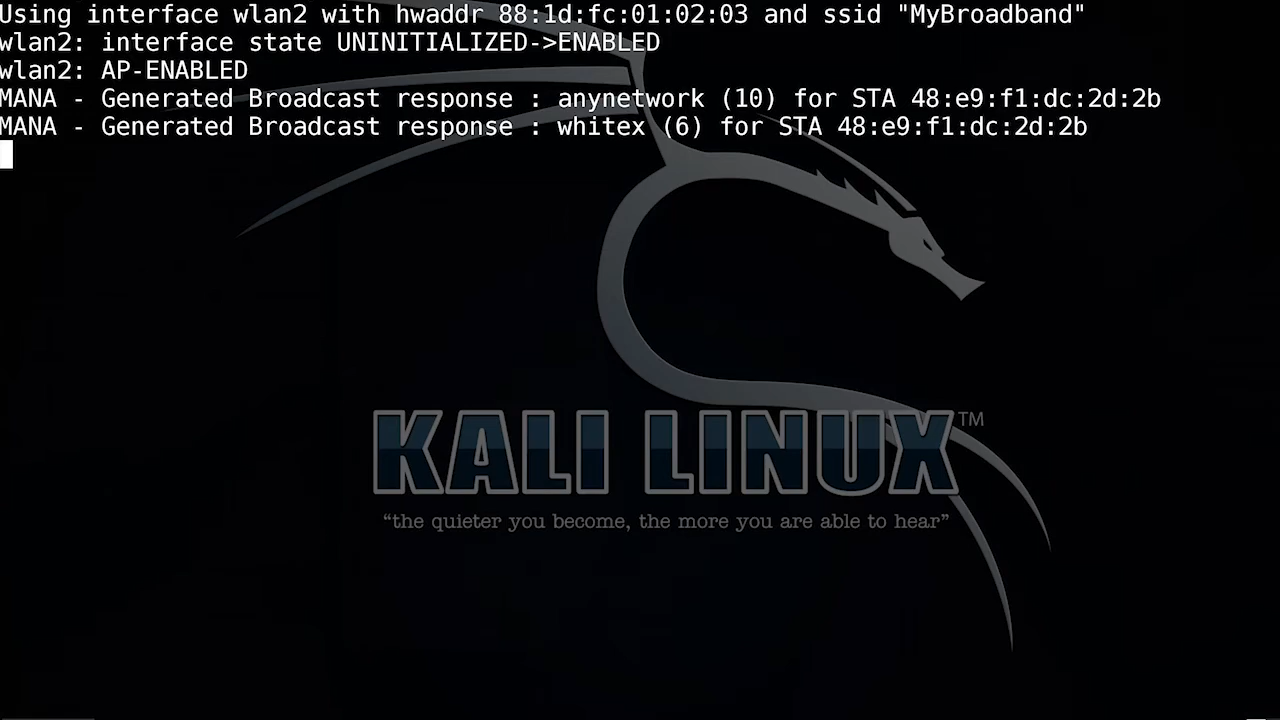 Using interface wlan2 with hwaddr 88:1d:fc:01:02:03 and ssid "MyBroadband"
wlan2: interface state UNINITIALIZED->ENABLED
wlan2: AP-ENABLED
MANA - Generated Broadcast response : anynetwork (10) for STA 48:e9:f1:dc:2d:2b
MANA - Generated Broadcast response : whitex (6) for STA 48:e9:f1:dc:2d:2b
KALI LINUX™
“the quieter you become, the more you are able to hear”